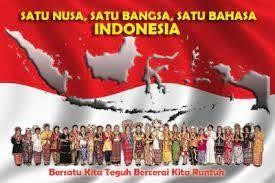 SATU NUSA, SATU BANGSA, SATU BAHASA
INDONESIA
Bersatu Kita Teguh Bercerai Kita Runtuh